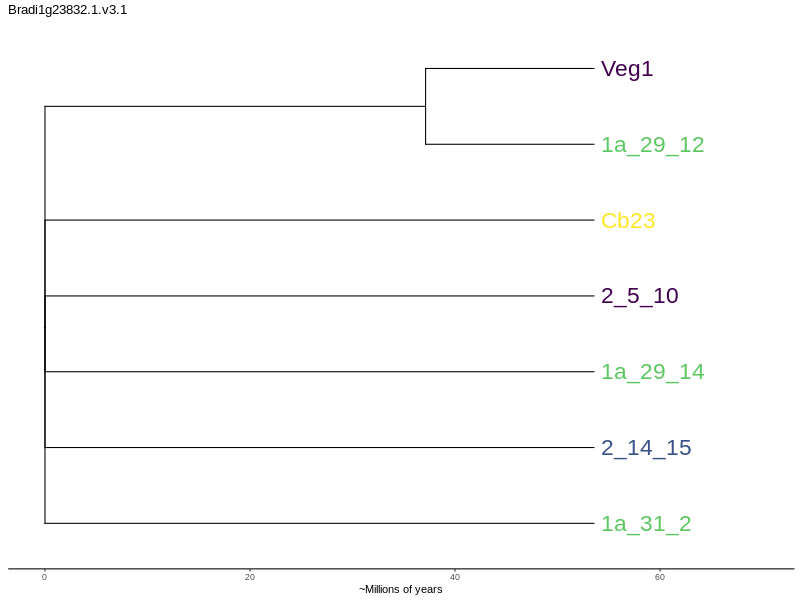 Bradi1g23832.1.v3.1
Veg1
1a_29_12
Cb23
2_5_10
1a_29_14
2_14_15
1a_31_2
0 20 40 60
~Millions of years